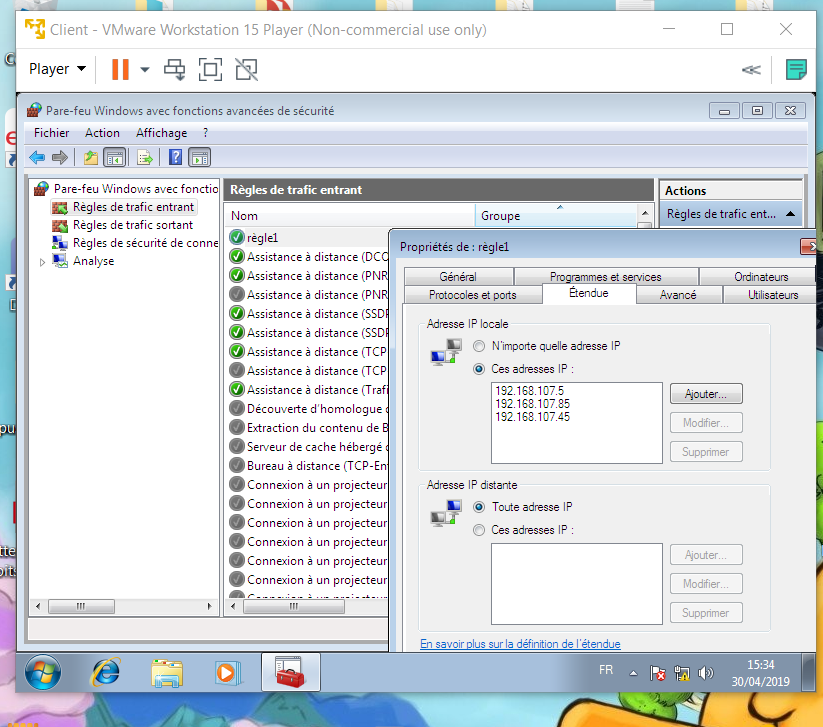 Client - VMware Workstation 15 Player (Non-commercial use only)
Player
Pare-feu Windows avec fonctions avancées de sécurité
Fichier Action Affichage ?
Pare-feu Windows avec fonctio
Règles de trafic entrant
Règles de trafic sortant
Règles de sécurité de conne
Analyse
Règles de trafic entrant
Nom Groupe
règle1
Assistance à distance (DCO
Assistance à distance (PNR
Assistance à distance (PNR
Assistance à distance (SSDP
Assistance à distance (SSDP
Assistance à distance (TCP
Assistance à distance (TCP
Assistance à distance (Trafi
Découverte d'homologue
Extraction du contenu de B
Serveur de cache hébergé
Bureau à distance (TCP-En
Connexion à un projecteur
Connexion à un projecteur
Connexion à un projecteur
Connexion à un projecteur
Connexion à un projecteur
Connexion à un projecteur
Connexion à un projecteur
Actions
Règles de trafic ent...
Propriétés de : règle1
Général Programmes et services Ordinateurs
Protocoles et ports Étendue Avancé Utilisateurs
Adresse IP locale
N'importe quelle adresse IP
Ces adresses IP :
192.168.107.5
192.168.107.85
192.168.107.45
Ajouter...
Modifier...
Supprimer
Adresse IP distante
Toute adresse IP
Ces adresses IP :
Ajouter...
Modifier...
Supprimer
En savoir plus sur la définition de l'étendue
FR
15:34
30/04/2019